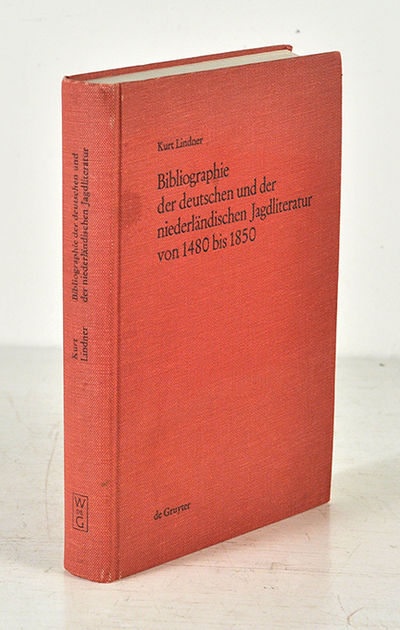 Kurt Lindner
Bibliographie
der deutschen und der
niederländischen Jagdliteratur
von 1480 bis 1850
de Gruyter
Bibliographie der deutschen und
der niederländischen Jagdliteratur
Kurt
Lindner
W
DE
G